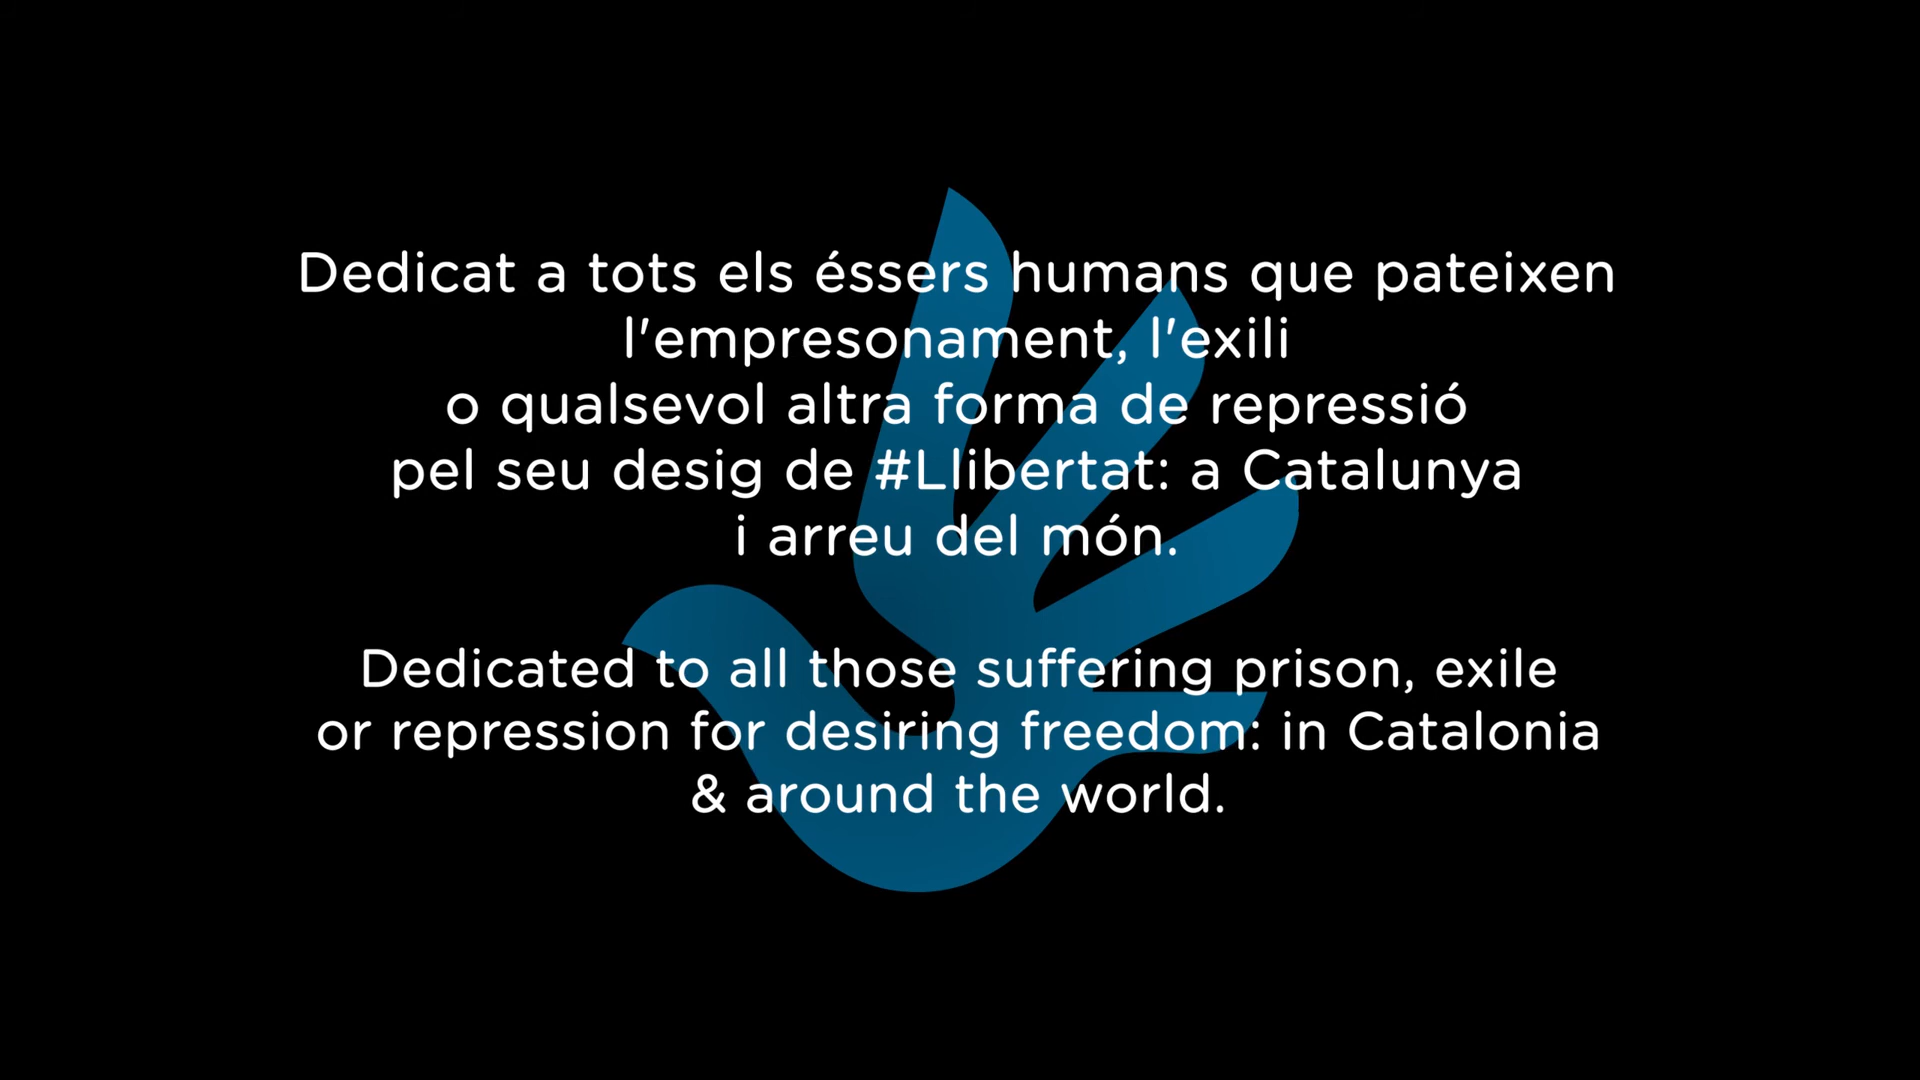 Dedicat a tots els éssers humans que pateixen
l'empresonament, l'exili
o qualsevol altra forma de repressió
pel seu desig de #Llibertat: a Catalunya
i arreu del món.
Dedicated to all those suffering prison, exile
or repression for desiring freedom: in Catalonia
& around the world.